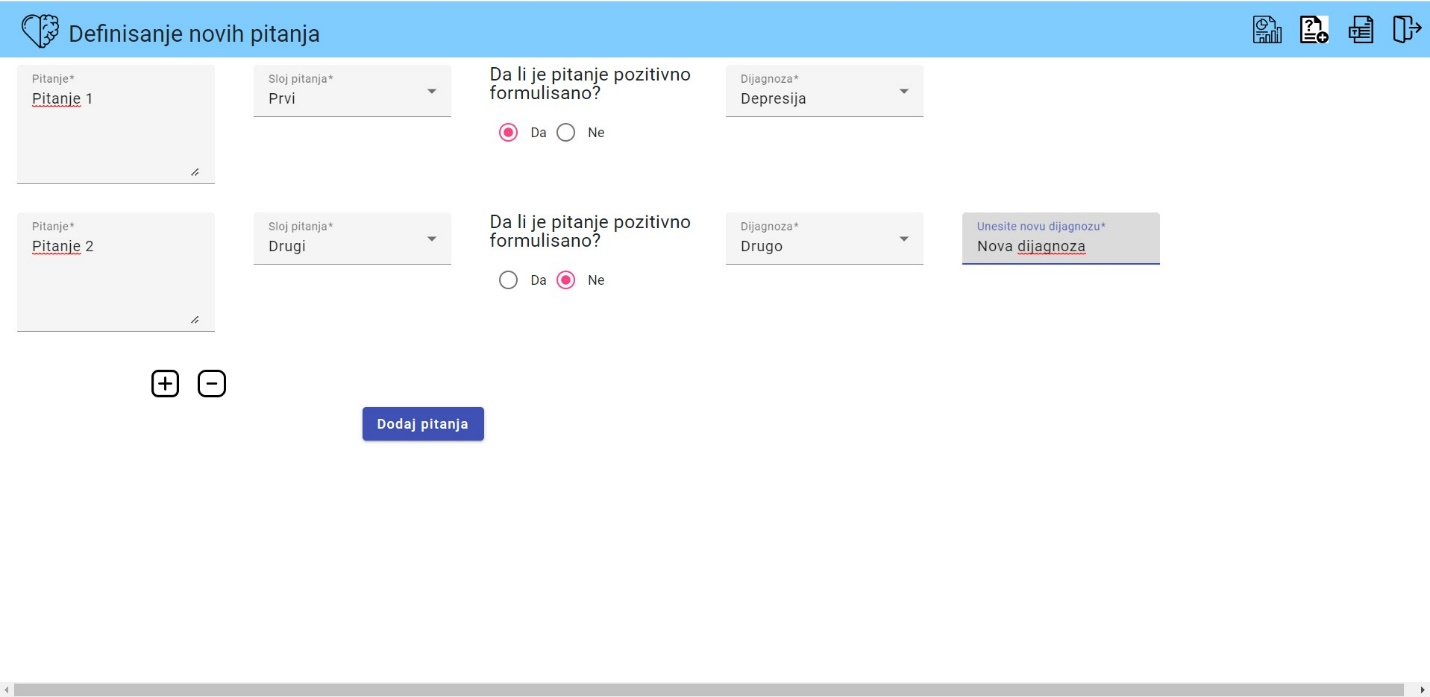 Definisanje novih pitanja
Pitanje*
Pitanje 1
Sloj pitanja*
Prvi
Da li je pitanje pozitivno
formulisano?
Da
Ne
Dijagnoza*
Depresija
Pitanje*
Pitanje 2
Sloj pitanja*
Drugi
Da li je pitanje pozitivno
formulisano?
Da
Ne
Dijagnoza*
Drugo
Unesite novu dijagnozu*
Nova dijagnoza
Dodaj pitanja